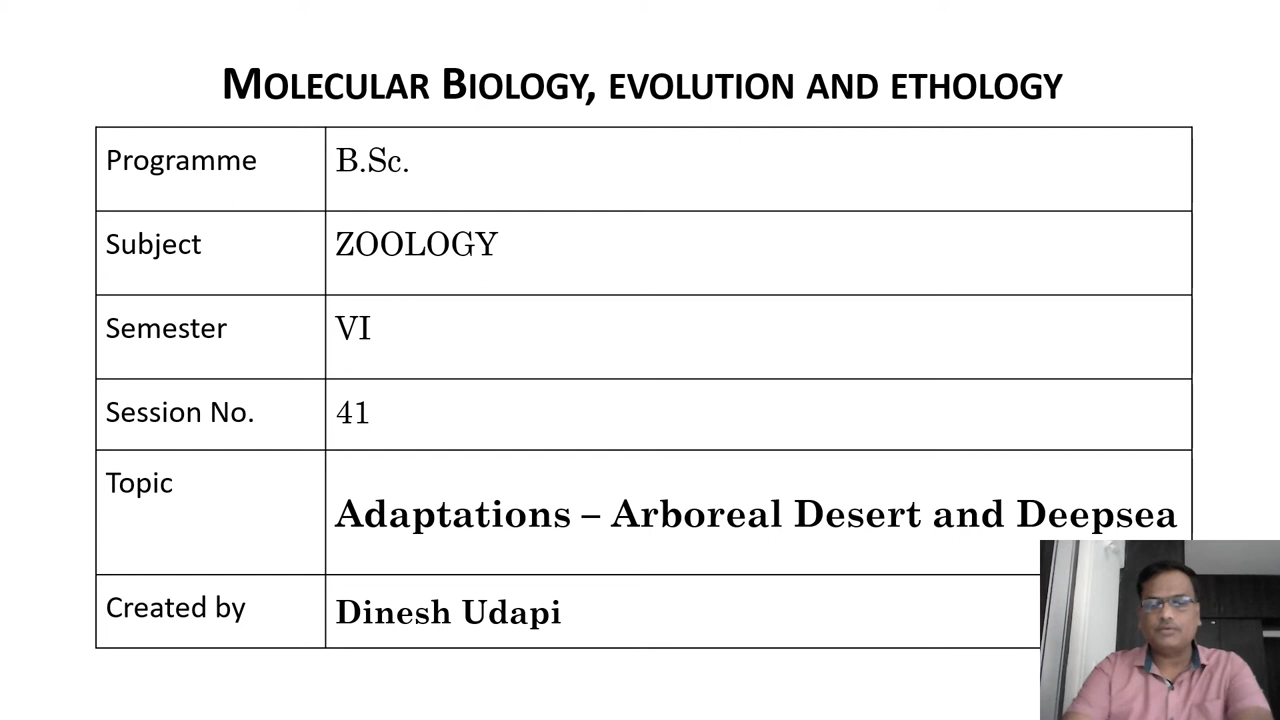 MOLECULAR BIOLOGY, EVOLUTION AND ETHOLOGY
Programme B.Sc.
Subject ZOOLOGY
Semester VI
Session No. 41
Topic Adaptations – Arboreal Desert and Deepsea
Created by Dinesh Udapi